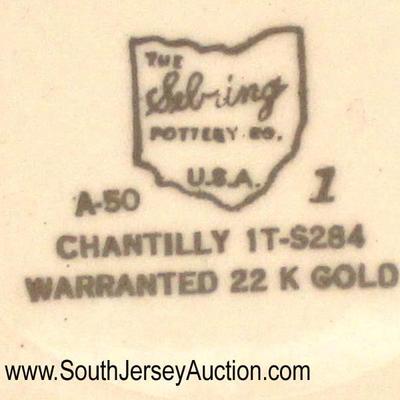 THE
Sebring
POTTERY CO.
U.S.A.
A-50 1
CHANTILLY 1T-S284
WARRANTED 22 K GOLD
www.SouthJerseyAuction.com